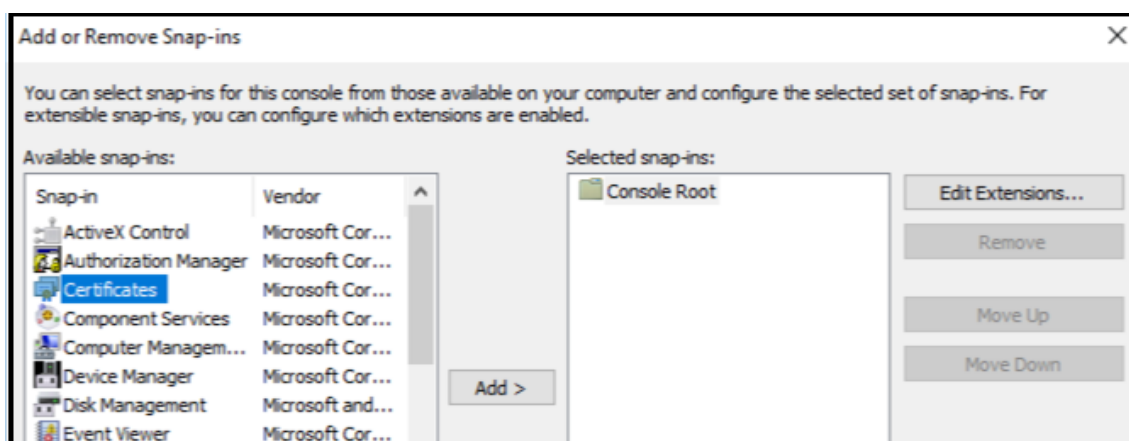 Add or Remove Snap-ins
You can select snap-ins for this console from those available on your computer and configure the selected set of snap-ins. For
extensible snap-ins, you can configure which extensions are enabled.
Available snap-ins:
Snap-in Vendor
ActiveX Control Microsoft Cor...
Authorization Manager Microsoft Cor...
Certificates Microsoft Cor...
Component Services Microsoft Cor...
Computer Managem... Microsoft Cor...
Device Manager Microsoft Cor...
Disk Management Microsoft and...
Event Viewer Microsoft Cor...
Add >
Selected snap-ins:
Console Root
Edit Extensions...
Remove
Move Up
Move Down